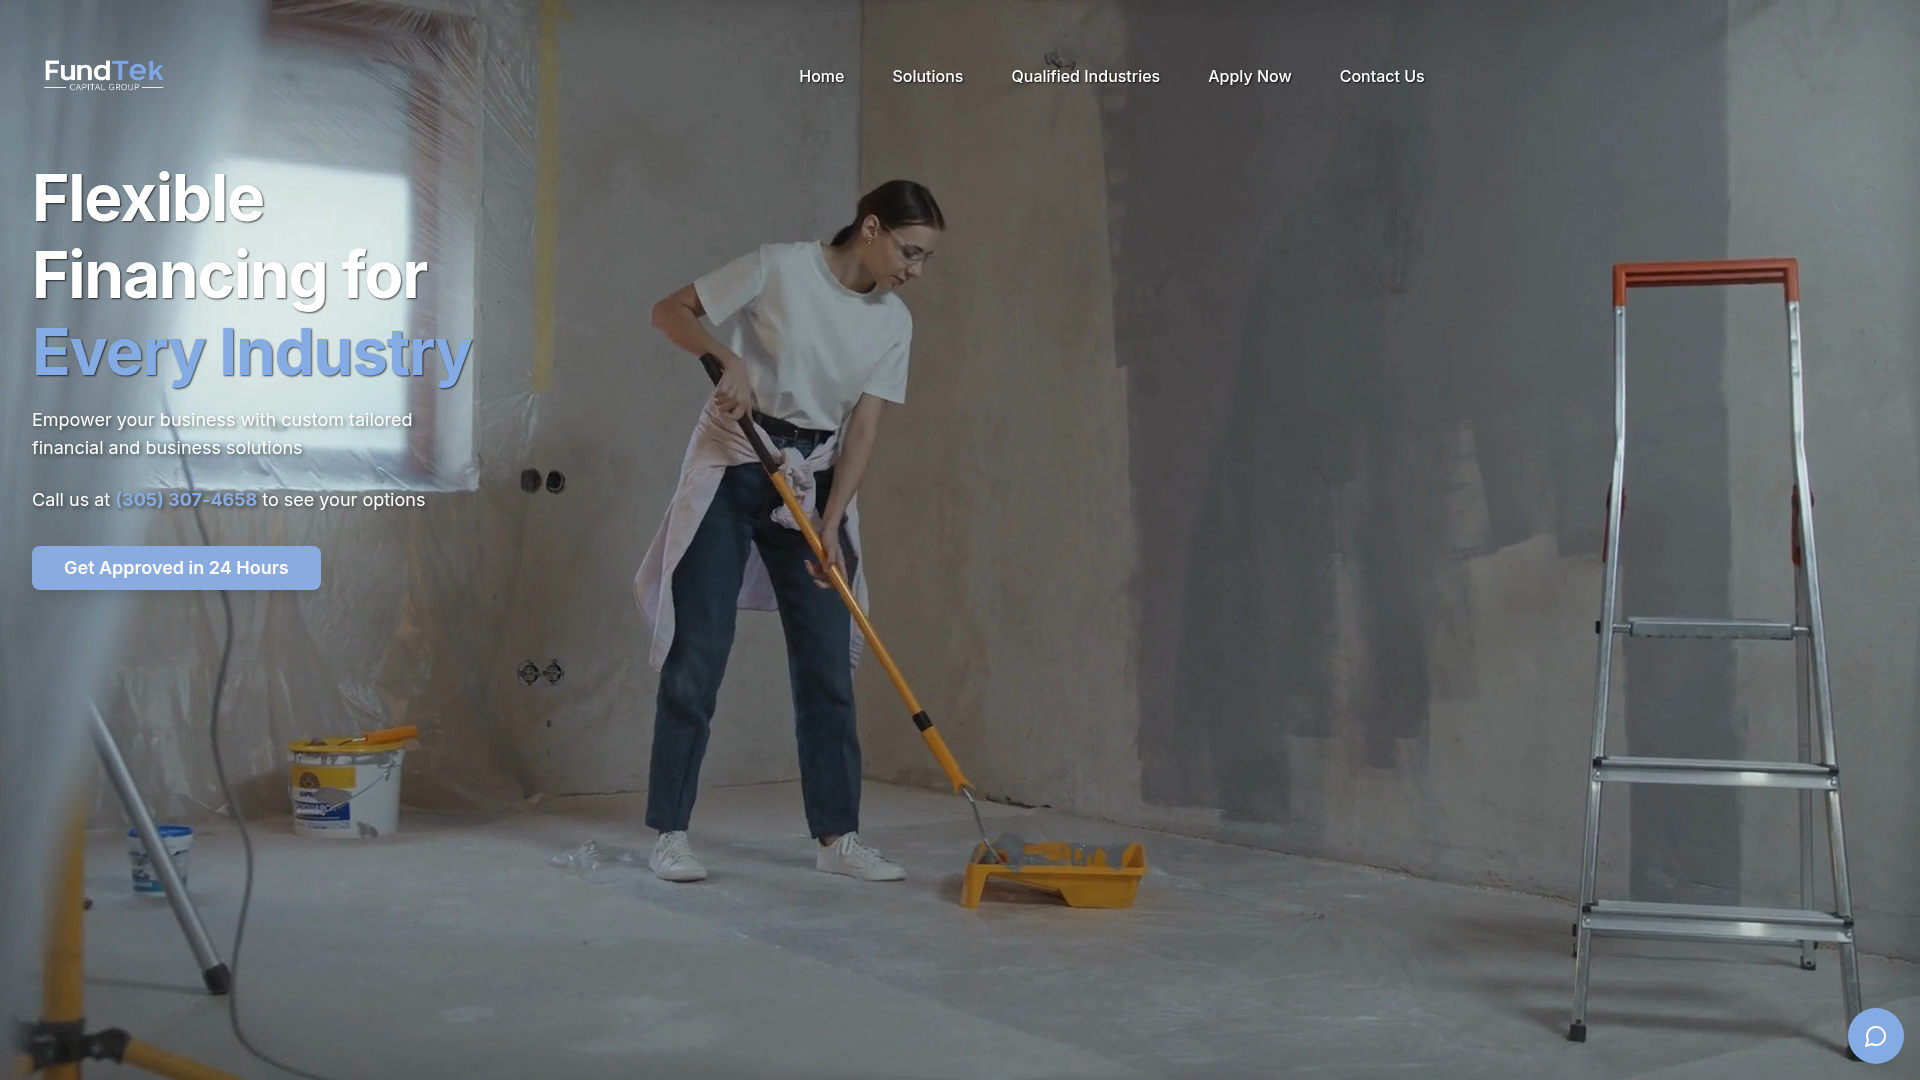 FundTek
CAPITAL GROUP
Home
Solutions
Qualified Industries
Apply Now
Contact Us
Flexible
Financing for
Every Industry
Empower your business with custom tailored
financial and business solutions
Call us at (305) 307-4658 to see your options
Get Approved in 24 Hours